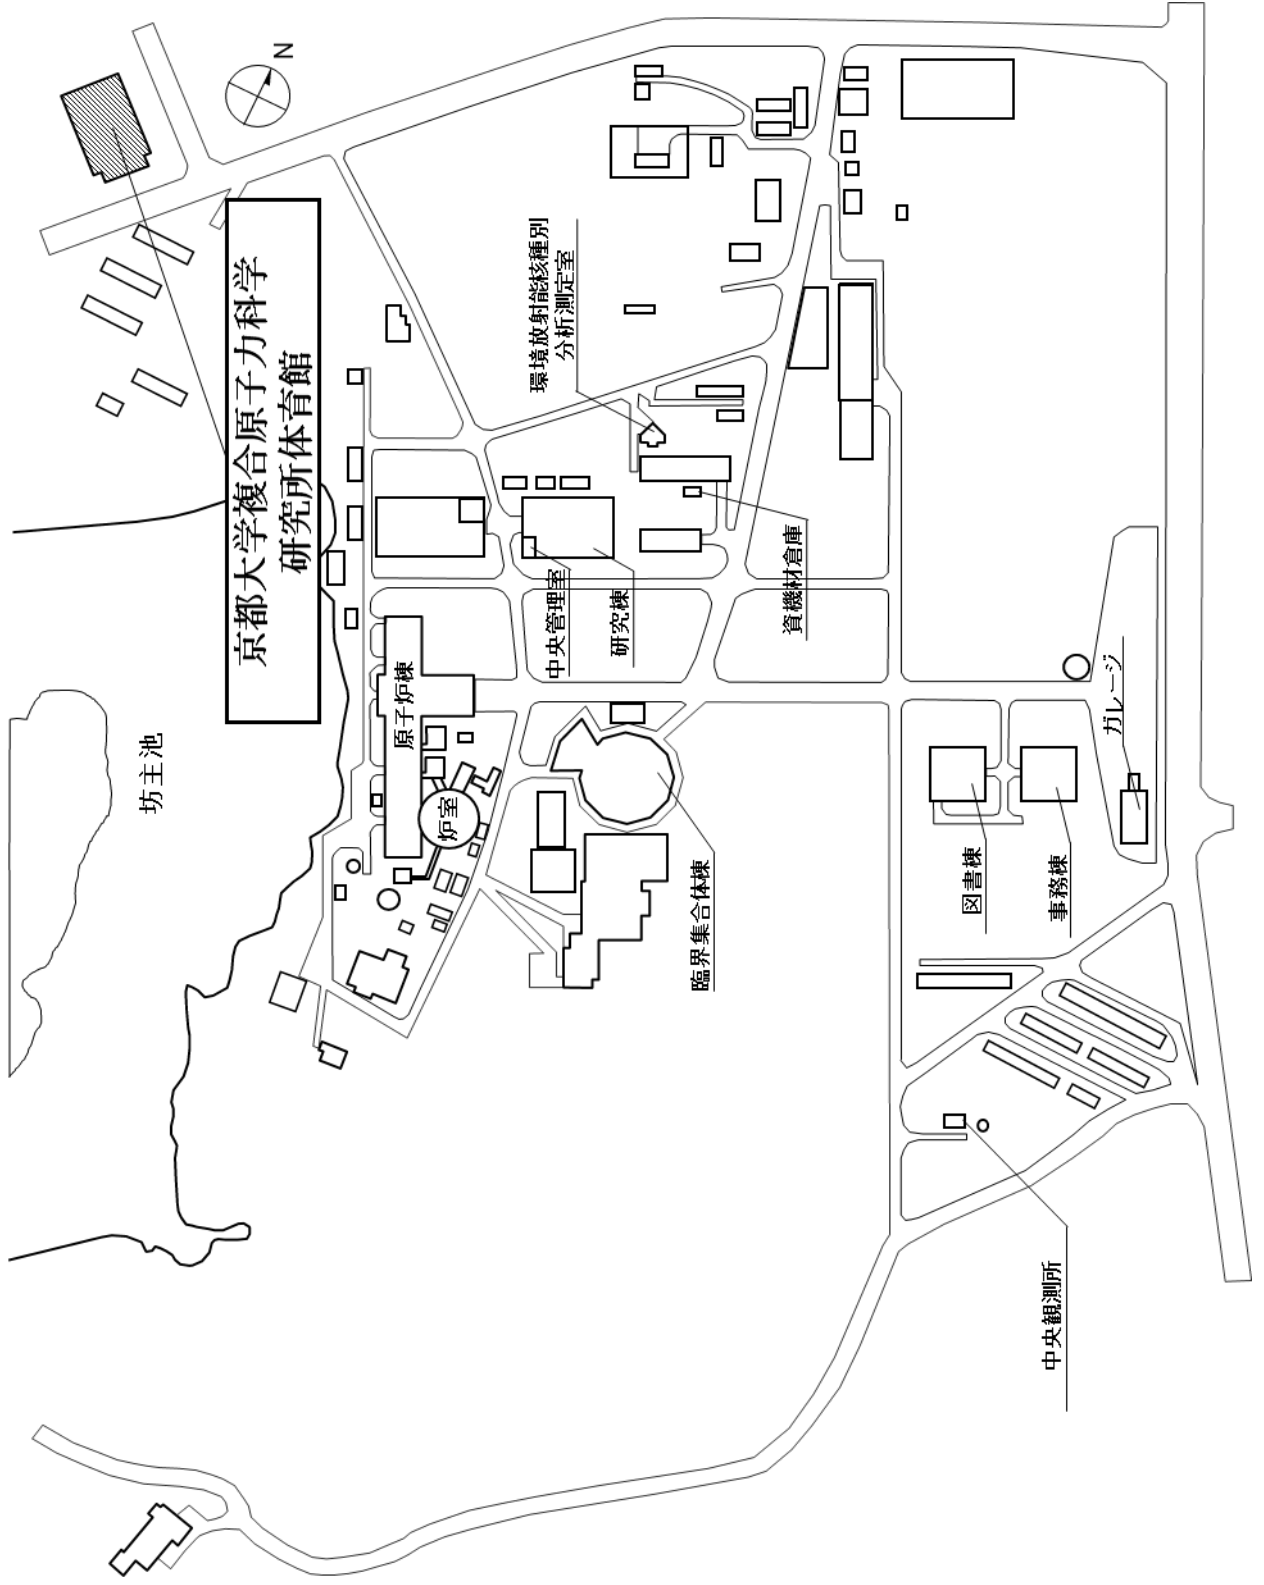 N
京都大学複合原子力科学
研究所体育館
環境放射能核種別
分析測定室
坊主池
中央管理室
研究棟
資機材倉庫
原子炉棟
炉室
ガレージ
臨界集合体棟
図書棟
事務棟
中央観測所